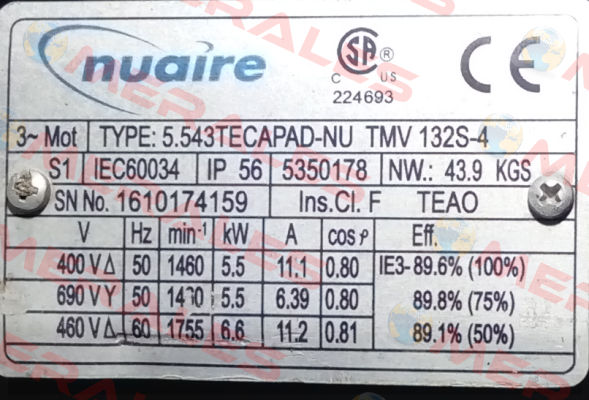 nuaire
CSA ®
C US
224693
CE
3~ Mot TYPE: 5.543TECAPAD-NU TMV 132S-4
S1 IEC60034 IP 56 5350178 NW.: 43.9 KGS
SN No. 1610174159 Ins.Cl. F TEAO
V Hz min⁻¹ kW A cos ϕ Eff.
400 V Δ 50 1460 5.5 11.1 0.80 IE3- 89.6% (100%)
690 V Y 50 5.5 6.39 0.80 89.8% (75%)
460 V Δ 60 1755 6.6 11.2 0.81 89.1% (50%)
MERALES